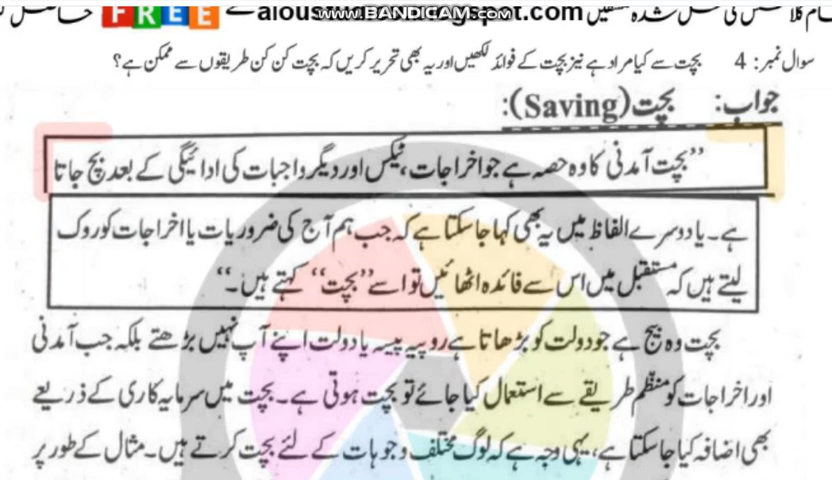 FREE
www.BANDICAM.com
سوال نمبر: 4 بچت سے کیا مراد ہے نیز بچت کے فوائد لکھیں اور یہ بھی تحریر کریں کہ بچت کن کن طریقوں سے ممکن ہے؟
جواب: بچت (Saving):
”بچت آمدنی کا وہ حصہ ہے جو اخراجات، ٹیکس اور دیگر واجبات کی ادائیگی کے بعد بچ جاتا
ہے۔ یا دوسرے الفاظ میں یہ بھی کہا جا سکتا ہے کہ جب ہم آج کی ضروریات یا اخراجات کو روک
لیتے ہیں کہ مستقبل میں اس سے فائدہ اٹھائیں تو اسے ”بچت“ کہتے ہیں۔“
بچت وہ بیج ہے جو دولت کو بڑھاتا ہے روپیہ پیسہ یا دولت اپنے آپ نہیں بڑھتے بلکہ جب آمدنی
اور اخراجات کو منظم طریقے سے استعمال کیا جائے تو بچت ہوتی ہے۔ بچت میں سرمایہ کاری کے ذریعے
بھی اضافہ کیا جا سکتا ہے، یہی وجہ ہے کہ لوگ مختلف وجوہات کے لئے بچت کرتے ہیں۔ مثال کے طور پر